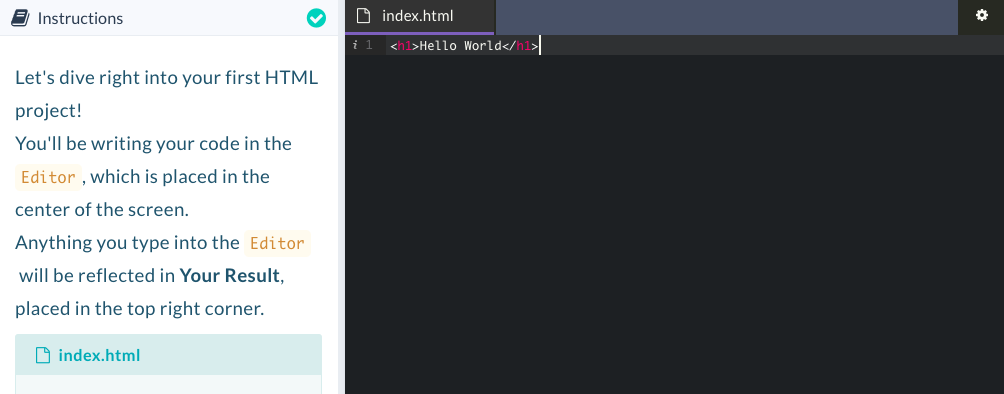 Instructions
Let's dive right into your first HTML
project!
You'll be writing your code in the
Editor, which is placed in the
center of the screen.
Anything you type into the Editor
will be reflected in Your Result,
placed in the top right corner.
index.html
index.html
i 1 <h1>Hello World</h1>